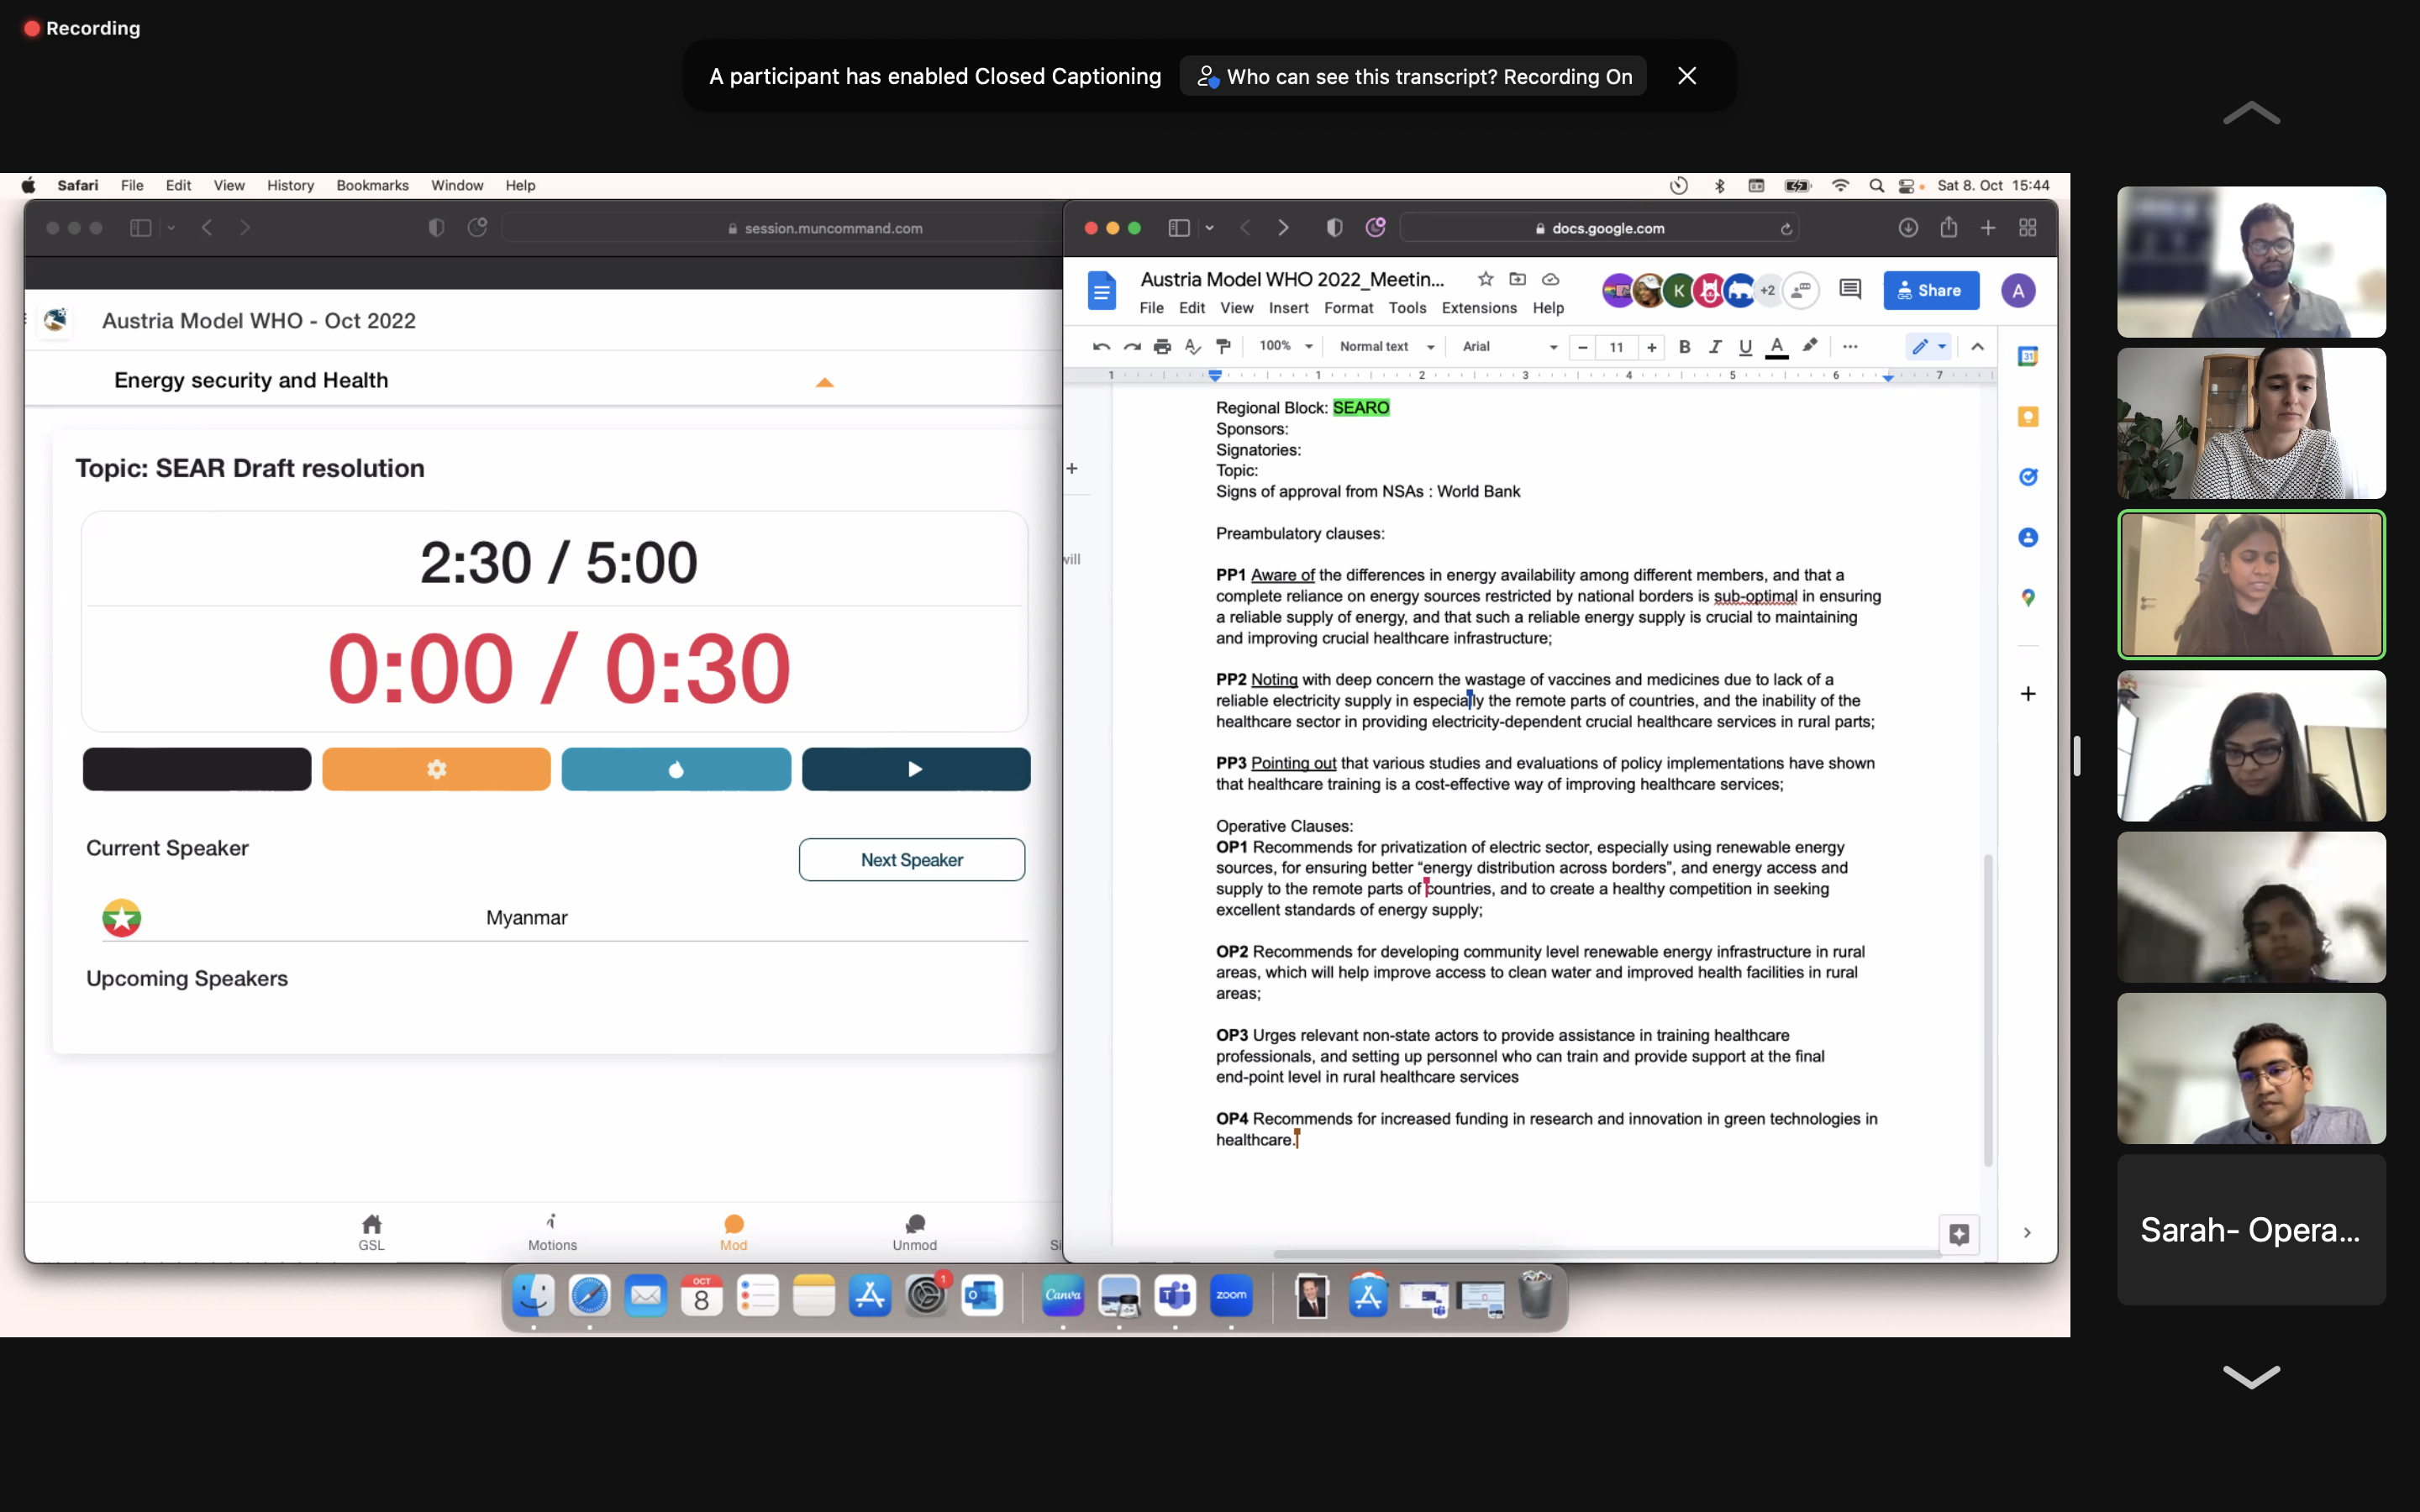 Recording
A participant has enabled Closed Captioning
Who can see this transcript? Recording On
Safari File Edit View History Bookmarks Window Help
Sat 8. Oct 15:44
session.muncommand.com
Austria Model WHO - Oct 2022
Energy security and Health
Topic: SEAR Draft resolution
2:30 / 5:00
0:00 / 0:30
Current Speaker
Next Speaker
Myanmar
Upcoming Speakers
GSL
Motions
Mod
Unmod
Si
docs.google.com
Austria Model WHO 2022_Meetin...
K
+2
Share
A
File Edit View Insert Format Tools Extensions Help
100% Normal text Arial 11 B I U A
1 1 2 3 4 5 6 7
31
will
Regional Block: SEARO
Sponsors:
Signatories:
Topic:
Signs of approval from NSAs : World Bank
Preambulatory clauses:
PP1 Aware of the differences in energy availability among different members, and that a
complete reliance on energy sources restricted by national borders is sub-optimal in ensuring
a reliable supply of energy, and that such a reliable energy supply is crucial to maintaining
and improving crucial healthcare infrastructure;
PP2 Noting with deep concern the wastage of vaccines and medicines due to lack of a
reliable electricity supply in especially the remote parts of countries, and the inability of the
healthcare sector in providing electricity-dependent crucial healthcare services in rural parts;
PP3 Pointing out that various studies and evaluations of policy implementations have shown
that healthcare training is a cost-effective way of improving healthcare services;
Operative Clauses:
OP1 Recommends for privatization of electric sector, especially using renewable energy
sources, for ensuring better “energy distribution across borders”, and energy access and
supply to the remote parts of countries, and to create a healthy competition in seeking
excellent standards of energy supply;
OP2 Recommends for developing community level renewable energy infrastructure in rural
areas, which will help improve access to clean water and improved health facilities in rural
areas;
OP3 Urges relevant non-state actors to provide assistance in training healthcare
professionals, and setting up personnel who can train and provide support at the final
end-point level in rural healthcare services
OP4 Recommends for increased funding in research and innovation in green technologies in
healthcare.
OCT
8
1
Canva
zoom
Sarah- Opera...